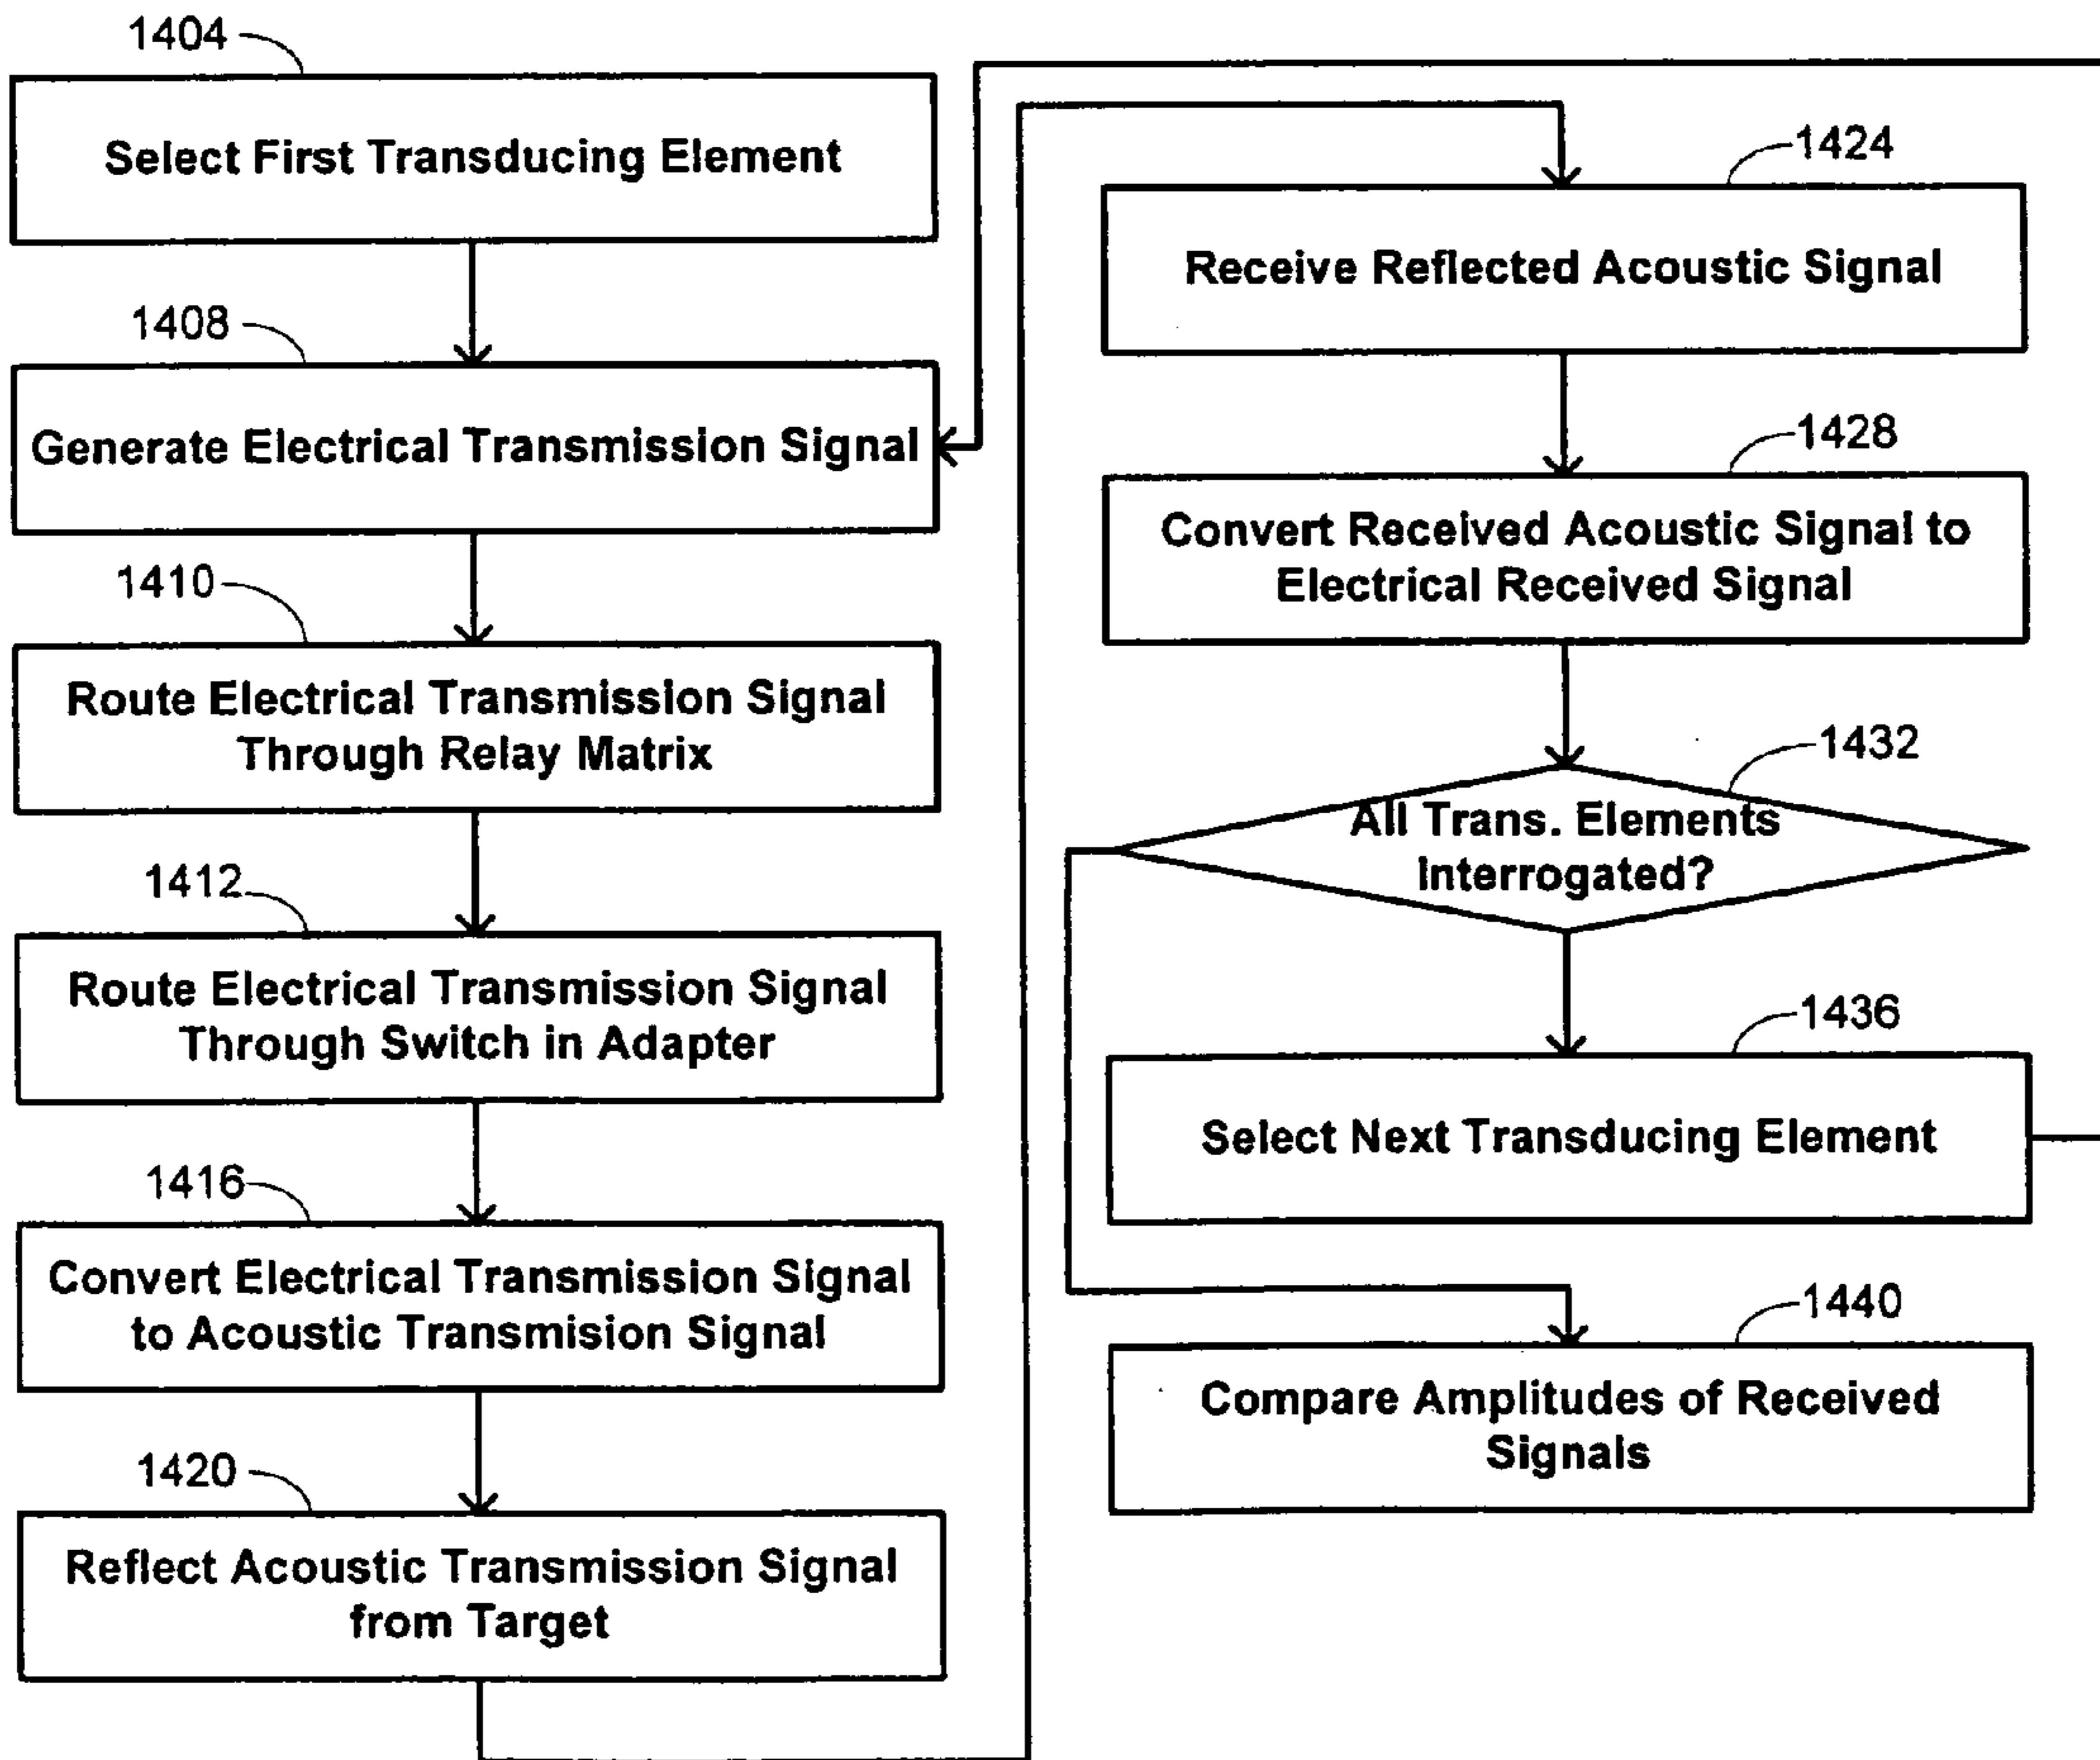 1404
Select First Transducing Element
1408
Generate Electrical Transmission Signal
1410
Route Electrical Transmission Signal
Through Relay Matrix
1412
Route Electrical Transmission Signal
Through Switch in Adapter
1416
Convert Electrical Transmission Signal
to Acoustic Transmision Signal
1420
Reflect Acoustic Transmission Signal
from Target
1424
Receive Reflected Acoustic Signal
1428
Convert Received Acoustic Signal to
Electrical Received Signal
1432
All Trans. Elements
Interrogated?
1436
Select Next Transducing Element
1440
Compare Amplitudes of Received
Signals